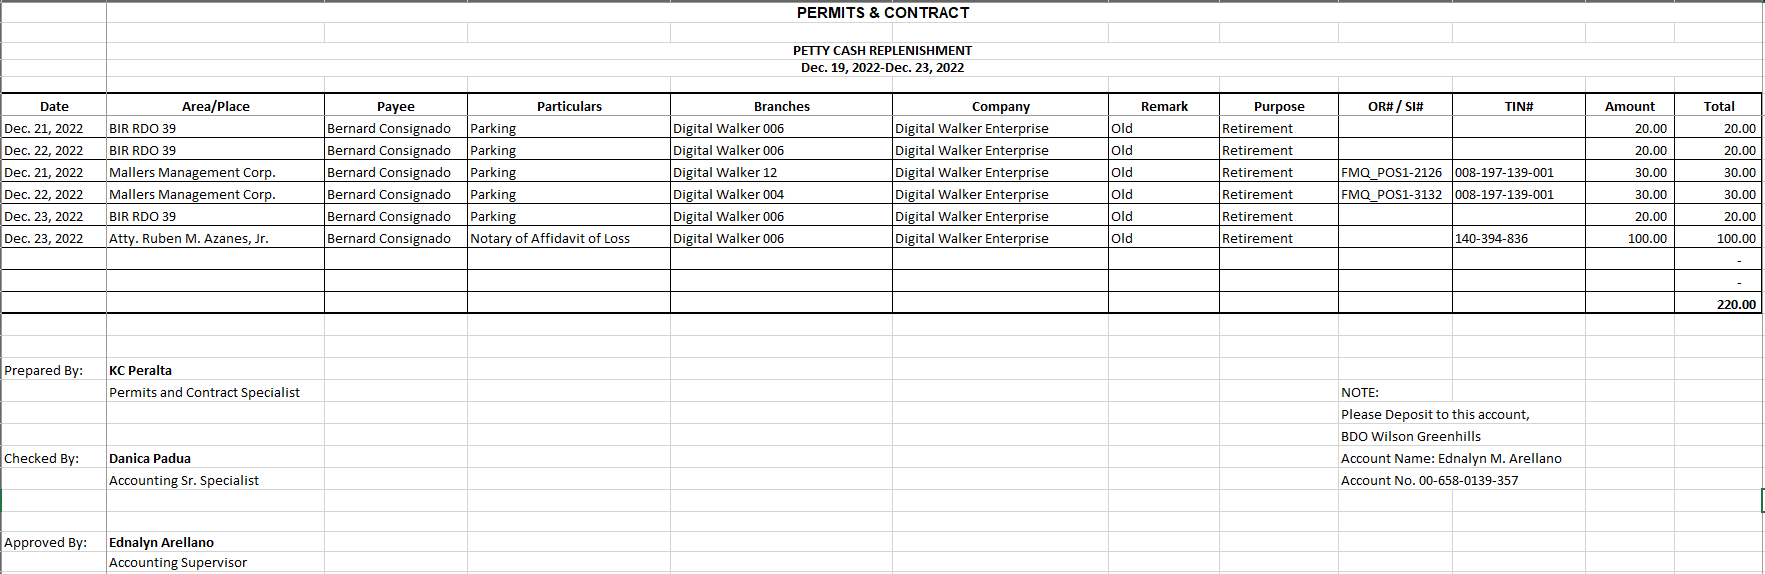 PERMITS & CONTRACT
PETTY CASH REPLENISHMENT
Dec. 19, 2022-Dec. 23, 2022
Date Area/Place Payee Particulars Branches Company Remark Purpose OR# / SI# TIN# Amount Total
Dec. 21, 2022 BIR RDO 39 Bernard Consignado Parking Digital Walker 006 Digital Walker Enterprise Old Retirement 20.00 20.00
Dec. 22, 2022 BIR RDO 39 Bernard Consignado Parking Digital Walker 006 Digital Walker Enterprise Old Retirement 20.00 20.00
Dec. 21, 2022 Mallers Management Corp. Bernard Consignado Parking Digital Walker 12 Digital Walker Enterprise Old Retirement FMQ_POS1-2126 008-197-139-001 30.00 30.00
Dec. 22, 2022 Mallers Management Corp. Bernard Consignado Parking Digital Walker 004 Digital Walker Enterprise Old Retirement FMQ_POS1-3132 008-197-139-001 30.00 30.00
Dec. 23, 2022 BIR RDO 39 Bernard Consignado Parking Digital Walker 006 Digital Walker Enterprise Old Retirement 20.00 20.00
Dec. 23, 2022 Atty. Ruben M. Azanes, Jr. Bernard Consignado Notary of Affidavit of Loss Digital Walker 006 Digital Walker Enterprise Old Retirement 140-394-836 100.00 100.00
-
-
220.00
Prepared By: KC Peralta
Permits and Contract Specialist NOTE:
Please Deposit to this account,
BDO Wilson Greenhills
Checked By: Danica Padua Account Name: Ednalyn M. Arellano
Accounting Sr. Specialist Account No. 00-658-0139-357
Approved By: Ednalyn Arellano
Accounting Supervisor